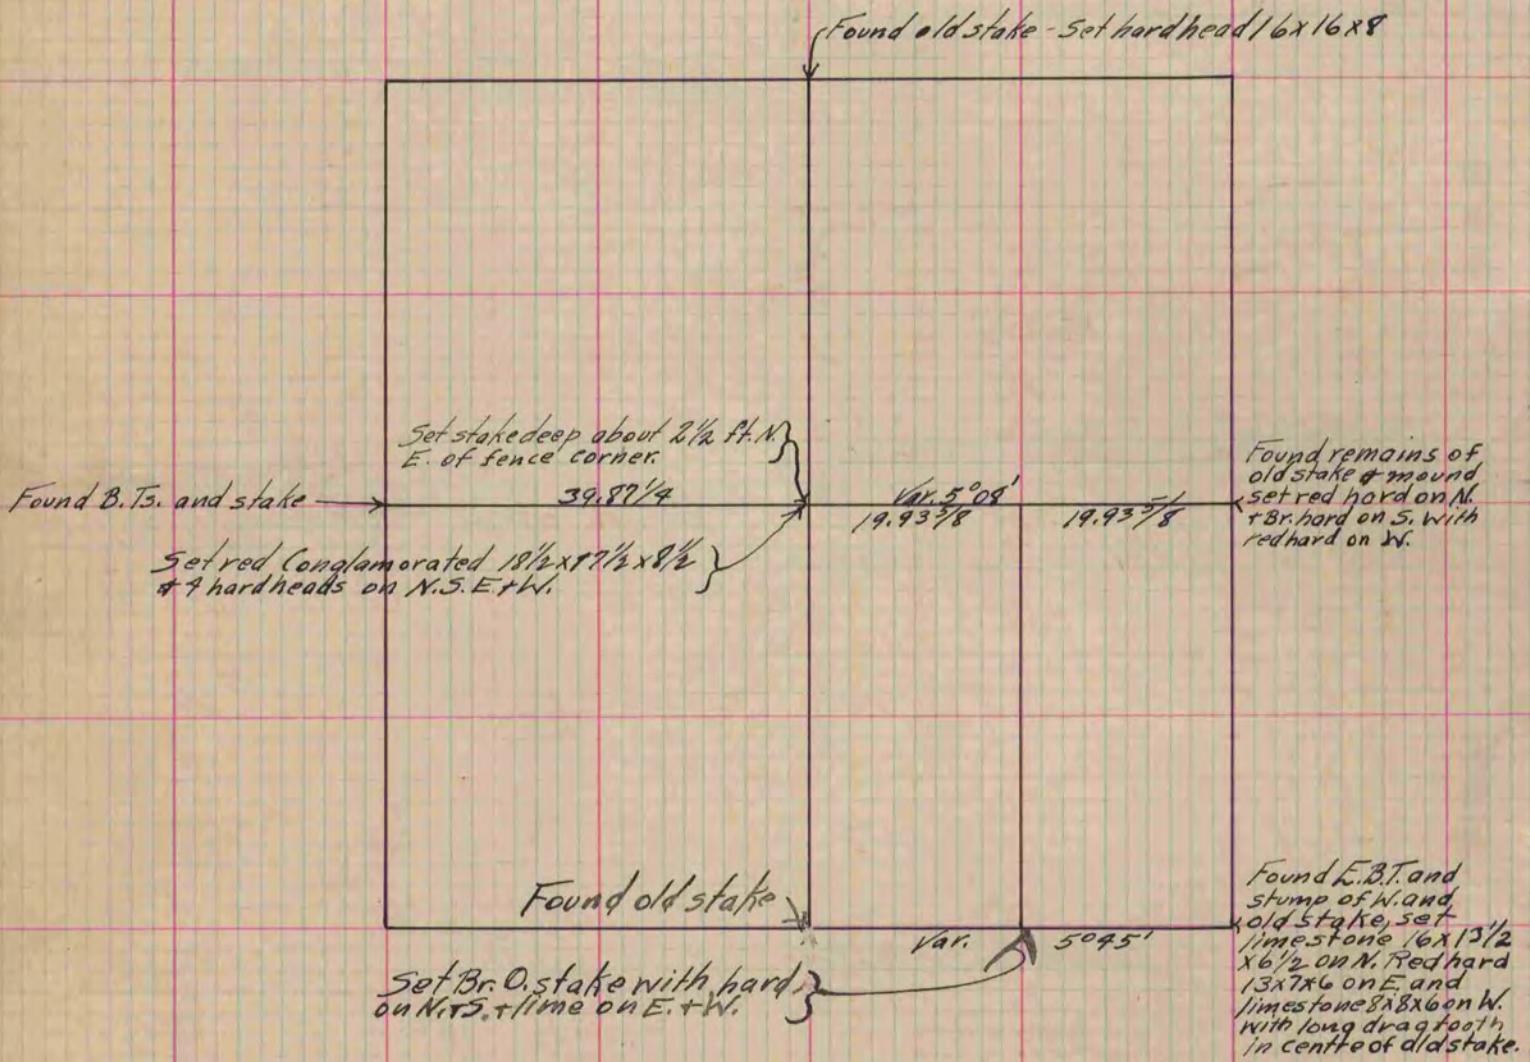 Found old stake - Set hardhead 16x16x8
Set stake deep about 2½ ft. N.
E. of fence corner.
Found B.Ts. and stake
39.87¼
Var. 5°08'
19.93⅝
19.93⅝
Found remains of
old stake & mound
set red hard on N.
+ Br. hard on S. with
red hard on W.
Set red Conglamorated 18½x17½x8½
& 4 hardheads on N.S.E.+W.
Found old stake
Var. 5°45'
Set Br. O. stake with hard
on N.+S. + lime on E.+W.
Found E.B.T. and
stump of W. and
old stake, set
limestone 16x13½
x6½ on N. Red hard
13x7x6 on E. and
limestone 8x8x6 on W.
with long drag tooth
in centre of old stake.